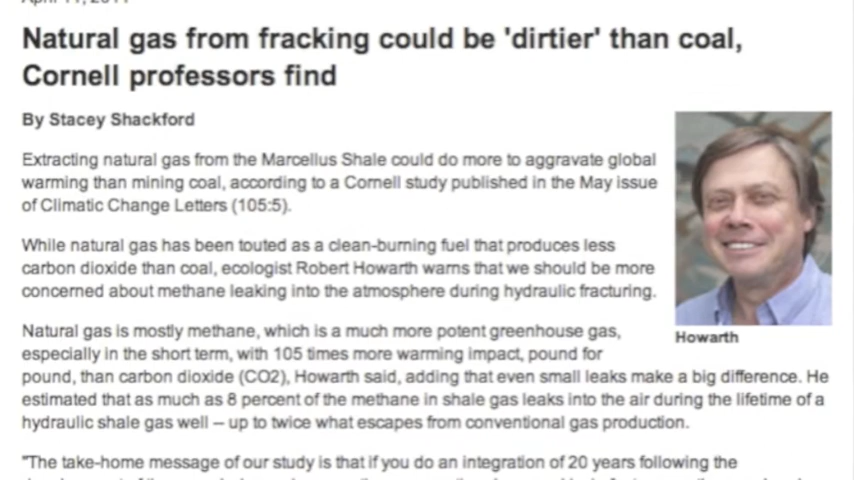 Natural gas from fracking could be 'dirtier' than coal,
Cornell professors find
By Stacey Shackford
Extracting natural gas from the Marcellus Shale could do more to aggravate global
warming than mining coal, according to a Cornell study published in the May issue
of Climatic Change Letters (105:5).
While natural gas has been touted as a clean-burning fuel that produces less
carbon dioxide than coal, ecologist Robert Howarth warns that we should be more
concerned about methane leaking into the atmosphere during hydraulic fracturing.
Howarth
Natural gas is mostly methane, which is a much more potent greenhouse gas,
especially in the short term, with 105 times more warming impact, pound for
pound, than carbon dioxide (CO2), Howarth said, adding that even small leaks make a big difference. He
estimated that as much as 8 percent of the methane in shale gas leaks into the air during the lifetime of a
hydraulic shale gas well – up to twice what escapes from conventional gas production.
"The take-home message of our study is that if you do an integration of 20 years following the